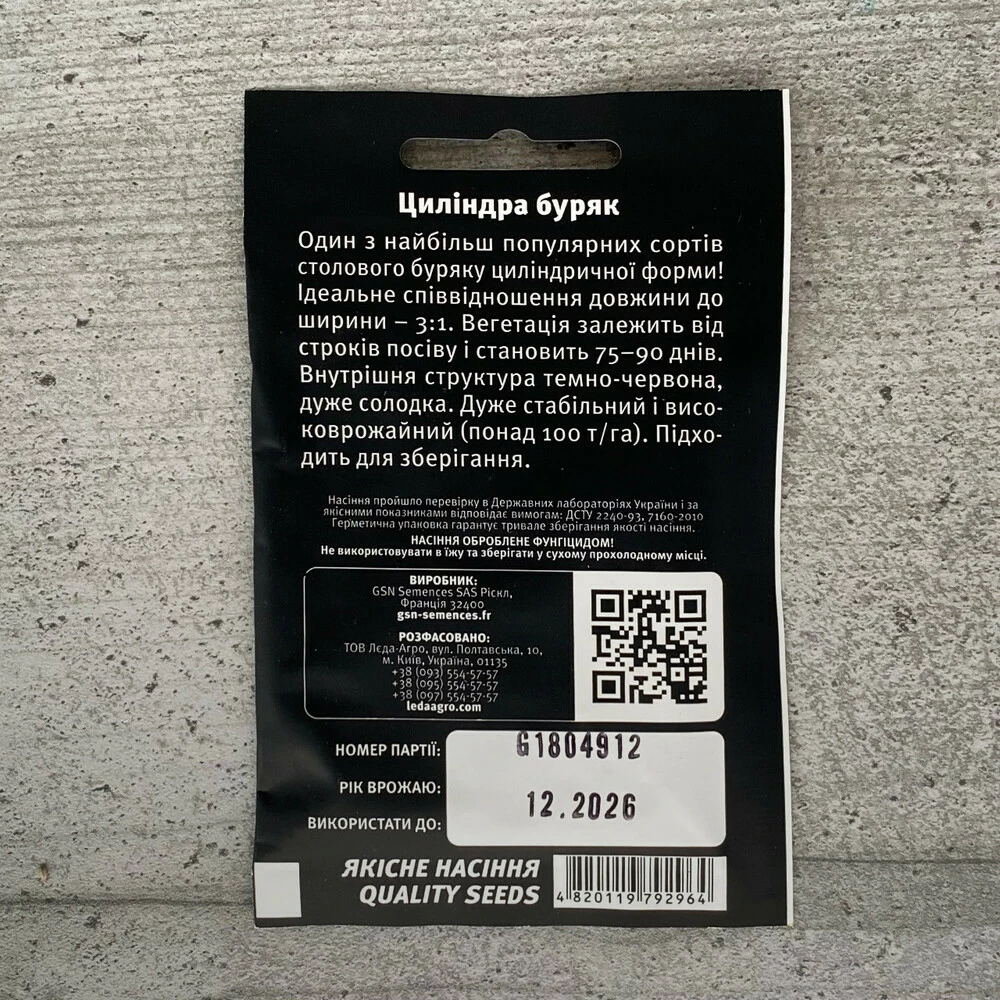 Циліндра буряк
Один з найбільш популярних сортів
столового буряку циліндричної форми!
Ідеальне співвідношення довжини до
ширини – 3:1. Вегетація залежить від
строків посіву і становить 75–90 днів.
Внутрішня структура темно-червона,
дуже солодка. Дуже стабільний і висо-
коврожайний (понад 100 т/га). Підхо-
дить для зберігання.
Насіння пройшло перевірку в Державних лабораторіях України і за
якісними показниками відповідає вимогам: ДСТУ 2240-93, 7160-2010
Герметична упаковка гарантує тривале зберігання якості насіння.
НАСІННЯ ОБРОБЛЕНЕ ФУНГІЦИДОМ!
Не використовувати в їжу та зберігати у сухому прохолодному місці.
ВИРОБНИК:
GSN Semences SAS Ріскл,
Франція 32400
gsn-semences.fr
РОЗФАСОВАНО:
ТОВ Лєда-Агро, вул. Полтавська, 10,
м. Київ, Україна, 01135
+38 (093) 554-57-57
+38 (095) 554-57-57
+38 (097) 554-57-57
ledaagro.com
НОМЕР ПАРТІЇ: G1804912
РІК ВРОЖАЮ:
12.2026
ВИКОРИСТАТИ ДО:
ЯКІСНЕ НАСІННЯ
QUALITY SEEDS
4 820119 792964